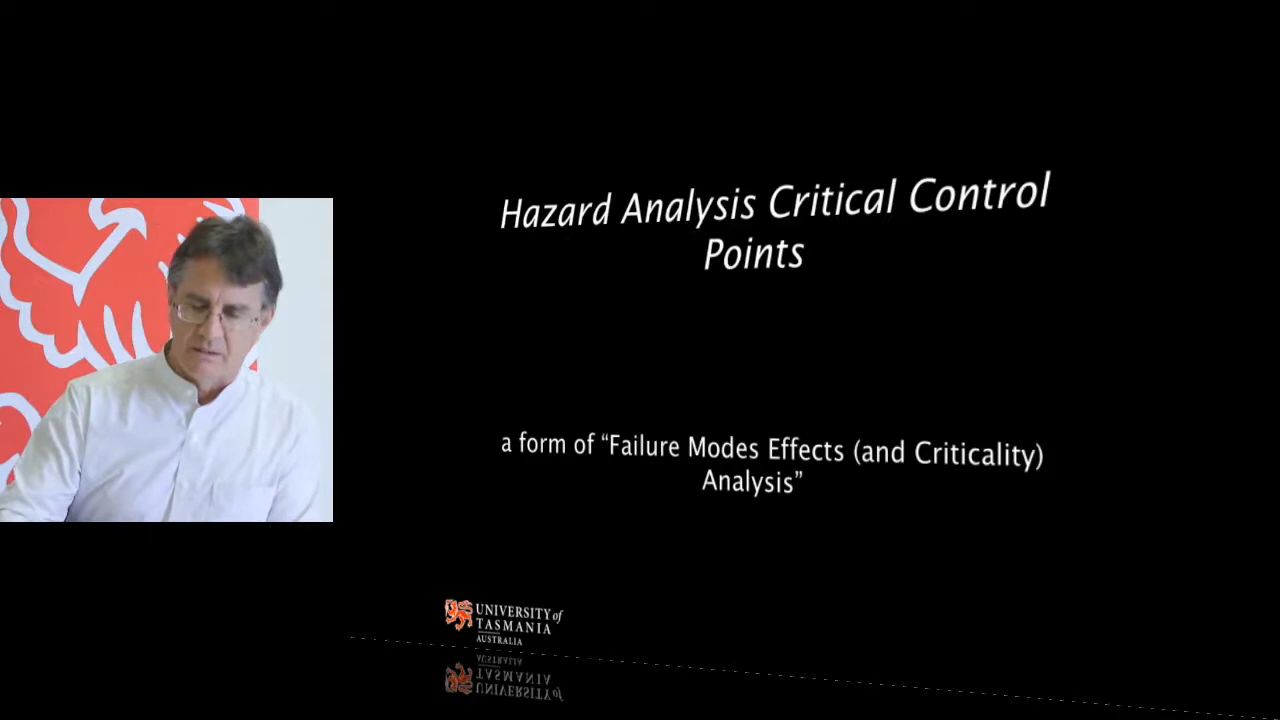 Hazard Analysis Critical Control
Points
a form of “Failure Modes Effects (and Criticality)
Analysis”
UNIVERSITY of
TASMANIA
AUSTRALIA